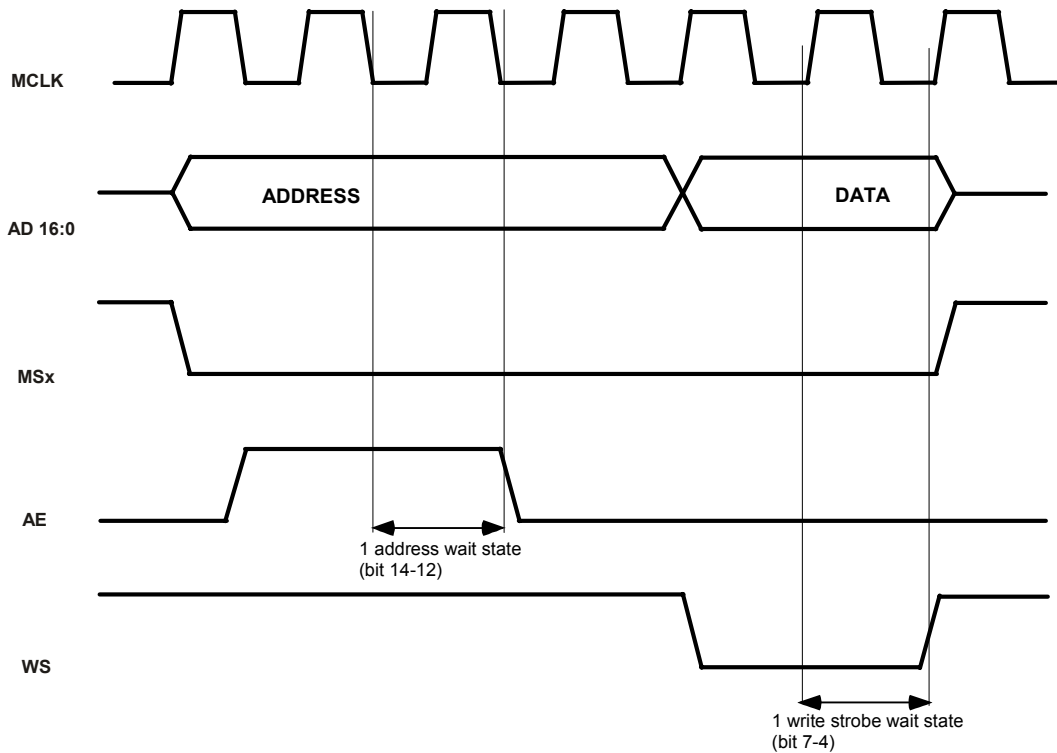 MCLK
ADDRESS
DATA
AD 16:0
MSx
AE
1 address wait state
(bit 14-12)
WS
1 write strobe wait state
(bit 7-4)